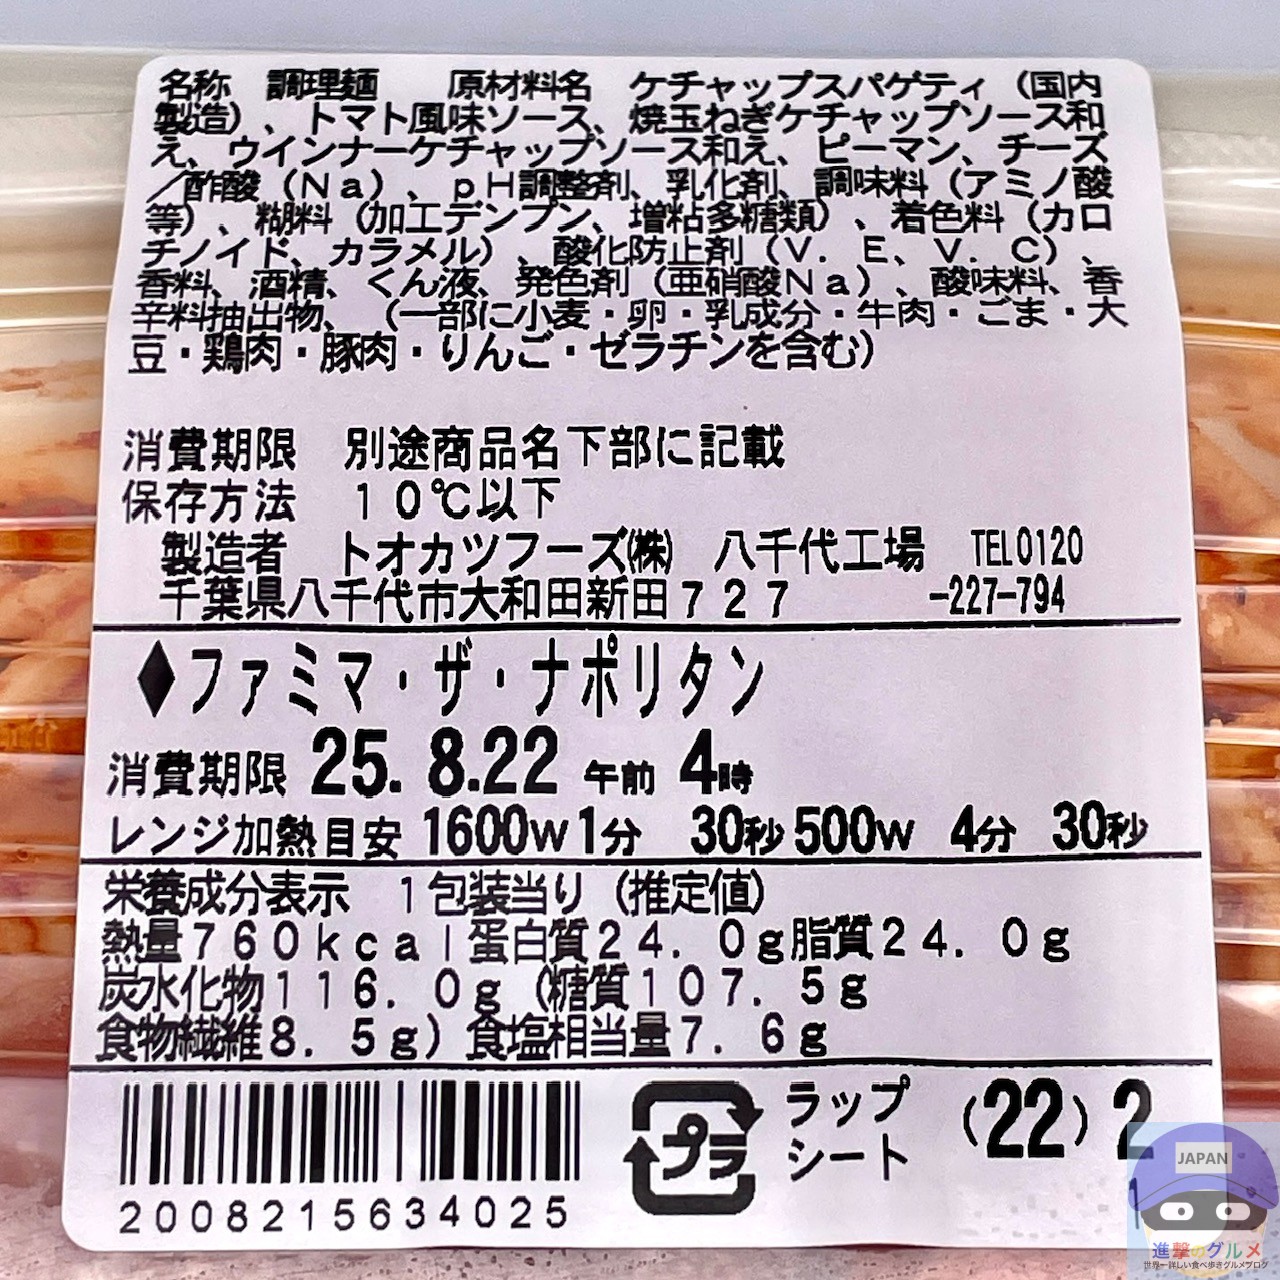 名称　調理麺　　原材料名　ケチャップスパゲティ（国内
製造）、トマト風味ソース、焼玉ねぎケチャップソース和
え、ウインナーケチャップソース和え、ピーマン、チーズ
／酢酸（Ｎａ）、ｐＨ調整剤、乳化剤、調味料（アミノ酸
等）、糊料（加工デンプン、増粘多糖類）、着色料（カロ
チノイド、カラメル）、酸化防止剤（Ｖ．Ｅ、Ｖ．Ｃ）、
香料、酒精、くん液、発色剤（亜硝酸Ｎａ）、酸味料、香
辛料抽出物、（一部に小麦・卵・乳成分・牛肉・ごま・大
豆・鶏肉・豚肉・りんご・ゼラチンを含む）
消費期限　別途商品名下部に記載
保存方法　１０℃以下
製造者　トオカツフーズ㈱　八千代工場　TEL0120
千葉県八千代市大和田新田７２７　　　-227-794
♦ファミマ・ザ・ナポリタン
消費期限 25. 8.22 午前 4時
レンジ加熱目安 1600W 1分　30秒 500W　4分　30秒
栄養成分表示　１包装当り（推定値）
熱量７６０ｋｃａｌ蛋白質２４．０ｇ脂質２４．０ｇ
炭水化物１１６．０ｇ（糖質１０７．５ｇ
食物繊維８．５ｇ）食塩相当量７．６ｇ
プラ　ラップ　(22) 2
シート　1
2008215634025
JAPAN
進撃のグルメ
世界一詳しい食べ歩きグルメブログ